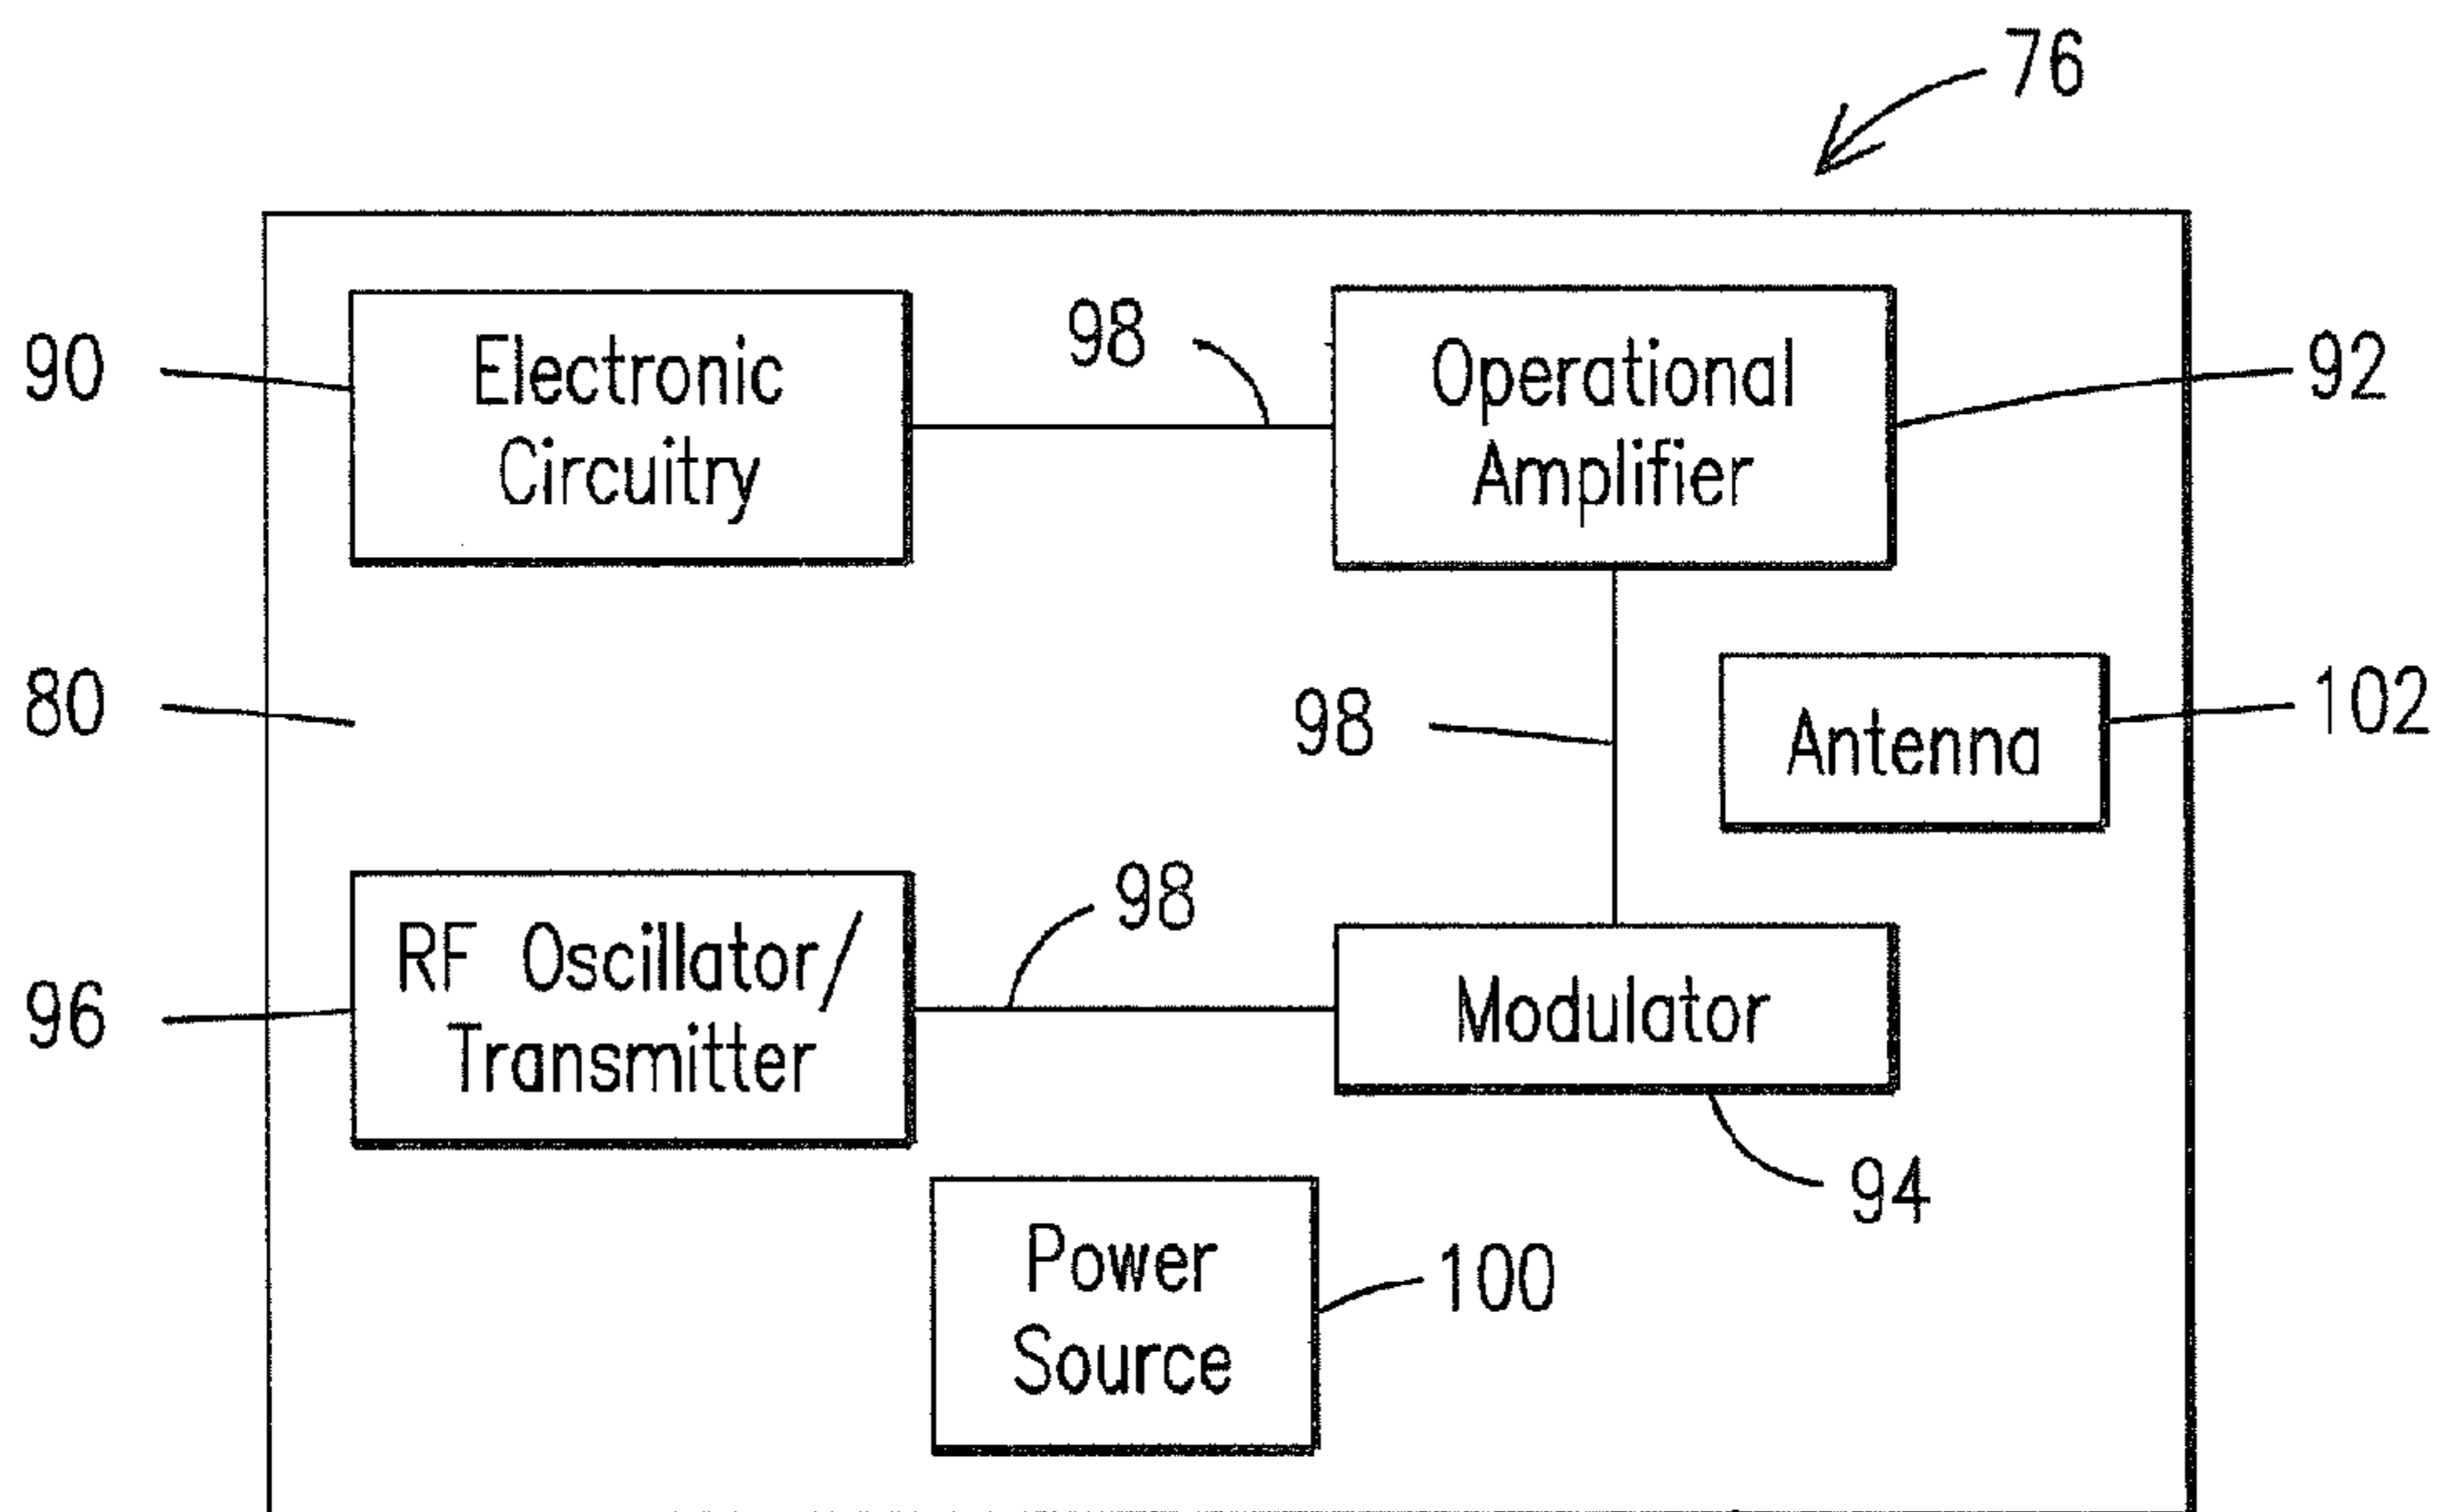 76
90
Electronic
Circuitry
98
Operational
Amplifier
92
80
98
Antenna
102
96
RF Oscillator/
Transmitter
98
Modulator
94
Power
Source
100